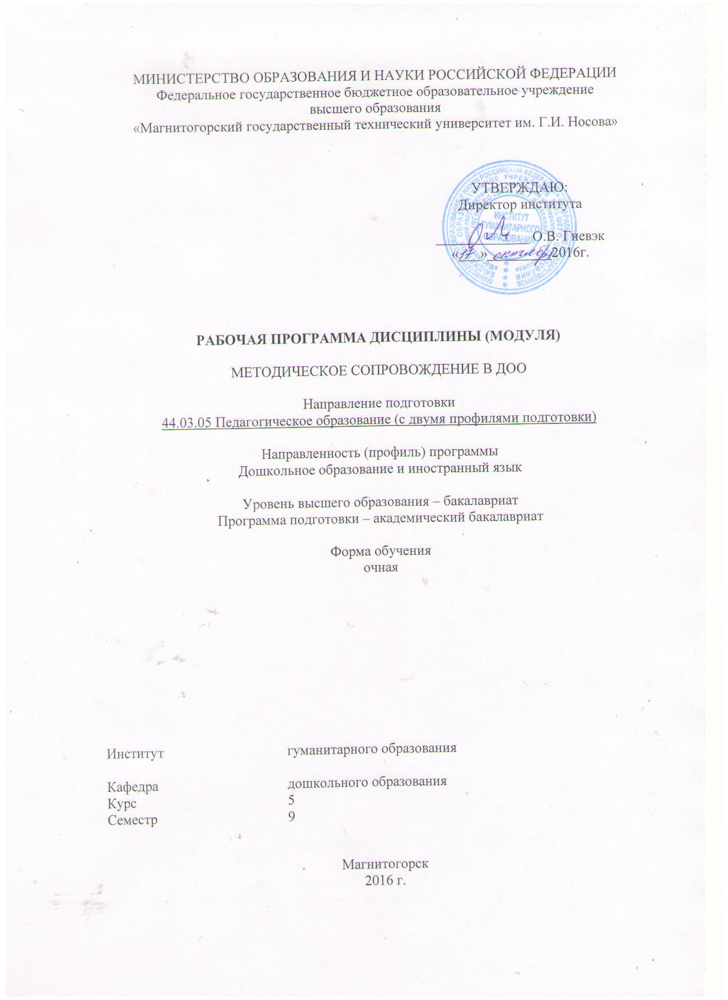 МИНИСТЕРСТВО ОБРАЗОВАНИЯ И НАУКИ РОССИЙСКОЙ ФЕДЕРАЦИИ
Федеральное государственное бюджетное образовательное учреждение
высшего образования
«Магнитогорский государственный технический университет им. Г.И. Носова»
УТВЕРЖДАЮ:
Директор института
ИНСТИТУТ
ГУМАНИТАРНОГО
ОБРАЗОВАНИЯ
О.В. Гневэк
«17» октября 2016г.
РАБОЧАЯ ПРОГРАММА ДИСЦИПЛИНЫ (МОДУЛЯ)
МЕТОДИЧЕСКОЕ СОПРОВОЖДЕНИЕ В ДОО
Направление подготовки
44.03.05 Педагогическое образование (с двумя профилями подготовки)
Направленность (профиль) программы
Дошкольное образование и иностранный язык
Уровень высшего образования – бакалавриат
Программа подготовки – академический бакалавриат
Форма обучения
очная
Институт гуманитарного образования
Кафедра дошкольного образования
Курс 5
Семестр 9
Магнитогорск
2016 г.